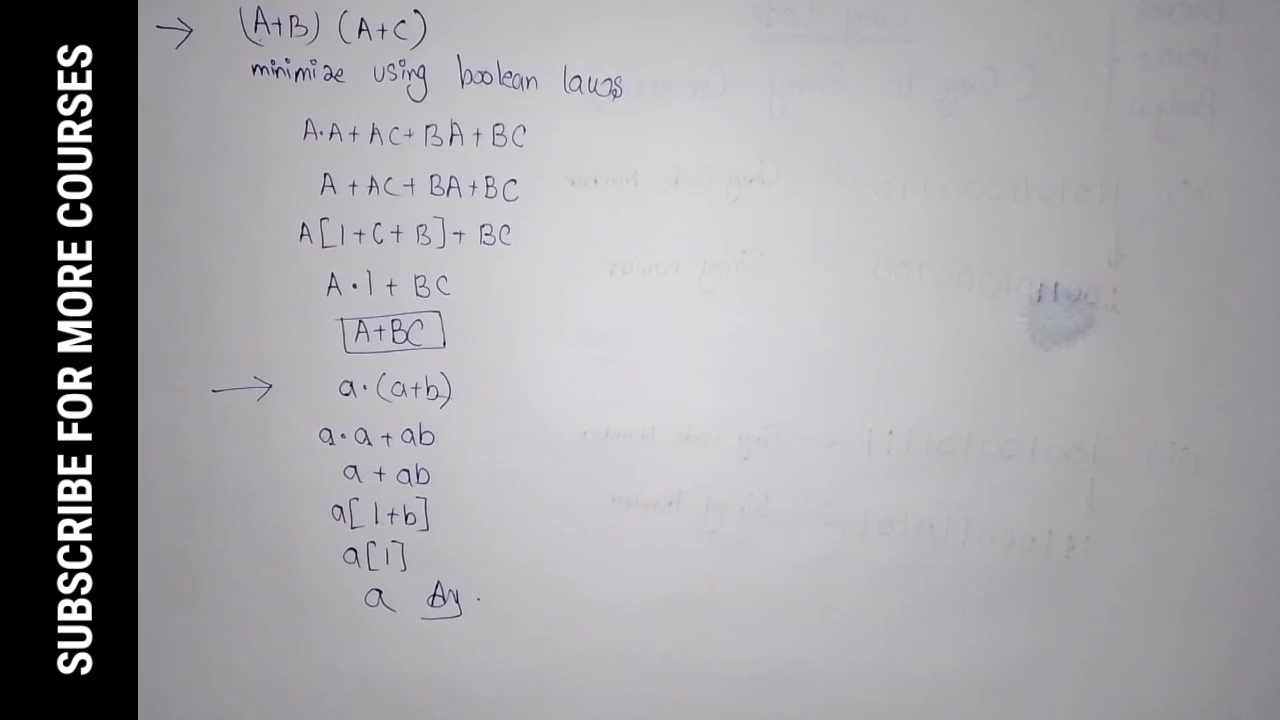 SUBSCRIBE FOR MORE COURSES
→ (A+B) (A+C)
minimize using boolean laws
A·A + AC + BA + BC
A + AC + BA + BC
A[1 + C + B] + BC
A·1 + BC
A+BC
→ a·(a+b)
a·a + ab
a + ab
a[1+b]
a[1]
a